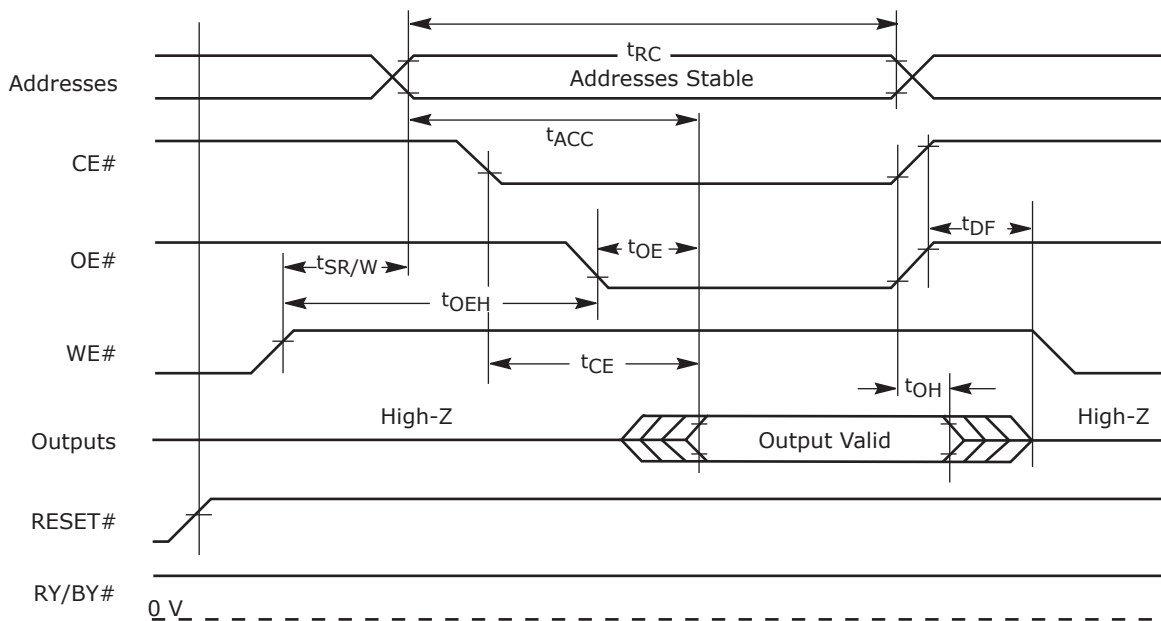 tRC
Addresses
Addresses Stable
tACC
CE#
tDF
OE#
tOE
tSR/W
tOEH
WE#
tCE
tOH
High-Z
High-Z
Outputs
Output Valid
RESET#
RY/BY#
0 V